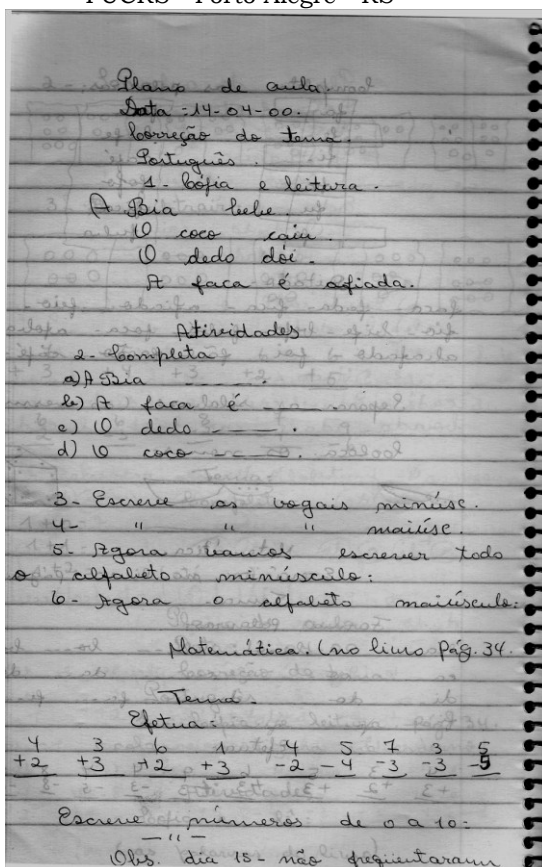 PUCRS – Porto Alegre – RS
Plano de aula.
Data - 14-04-00.
Correção do tema.
Português.
1- Cópia e leitura.
A Bia bebe.
O coco caiu.
O dedo dói.
A faca é afiada.
Atividades
2- Completa
a) A Bia _ _ _ _.
b) A faca é _ _ _.
c) O dedo _ _ _ _.
d) O coco _ _ _ _.
3- Escreve as vogais minúsc.
4- " " " maiúsc.
5- Agora vamos escrever todo
o alfabeto minúsculo:
6- Agora o alfabeto maiúsculo:
Matemática: (no livro pág. 34.
Tema.
Efetua:
4 3 6 1 4 5 7 3 5
+2 +3 +2 +3 -2 -4 -3 -3 -5
Escreve números de 0 a 10:
— " —
Obs. dia 15- não frequentaram